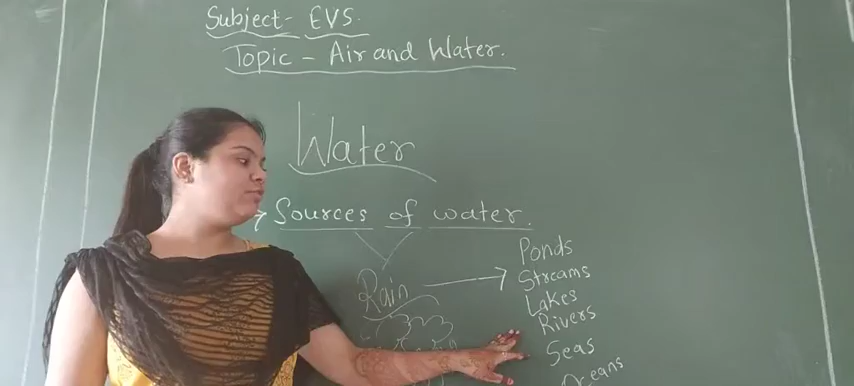 Subject- EVS.
Topic - Air and Water.
Water
Sources of water.
Rain
Ponds
Streams
Lakes
Rivers
Seas
Oceans